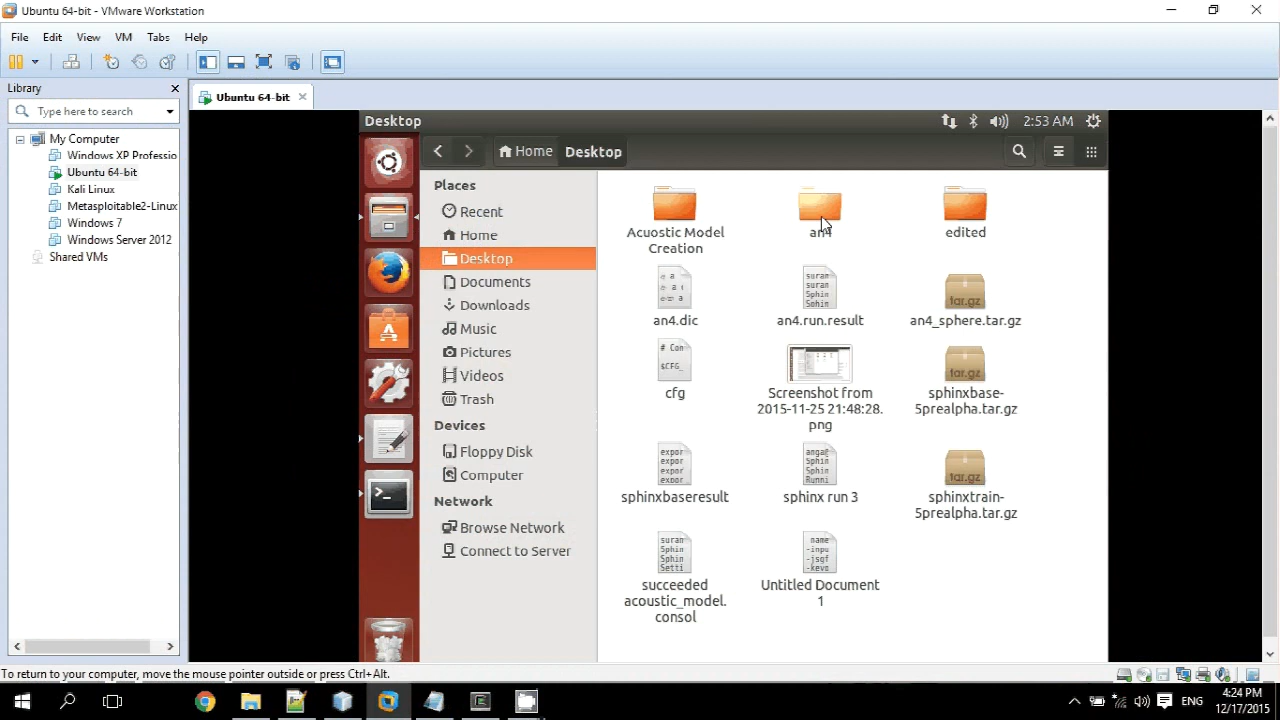 Ubuntu 64-bit - VMware Workstation
File Edit View VM Tabs Help
Library
Type here to search
My Computer
Windows XP Professio
Ubuntu 64-bit
Kali Linux
Metasploitable2-Linux
Windows 7
Windows Server 2012
Shared VMs
Ubuntu 64-bit
Desktop
2:53 AM
Home Desktop
Places
Recent
Home
Desktop
Documents
Downloads
Music
Pictures
Videos
Trash
Devices
Floppy Disk
Computer
Network
Browse Network
Connect to Server
Acuostic Model
Creation
an4
edited
an4.dic
an4.run.result
an4_sphere.tar.gz
cfg
Screenshot from
2015-11-25 21:48:28.
png
sphinxbase-
5prealpha.tar.gz
sphinxbaseresult
sphinx run 3
sphinxtrain-
5prealpha.tar.gz
succeeded
acoustic_model.
consol
Untitled Document
1
To return to your computer, move the mouse pointer outside or press Ctrl+Alt.
ENG
4:24 PM
12/17/2015